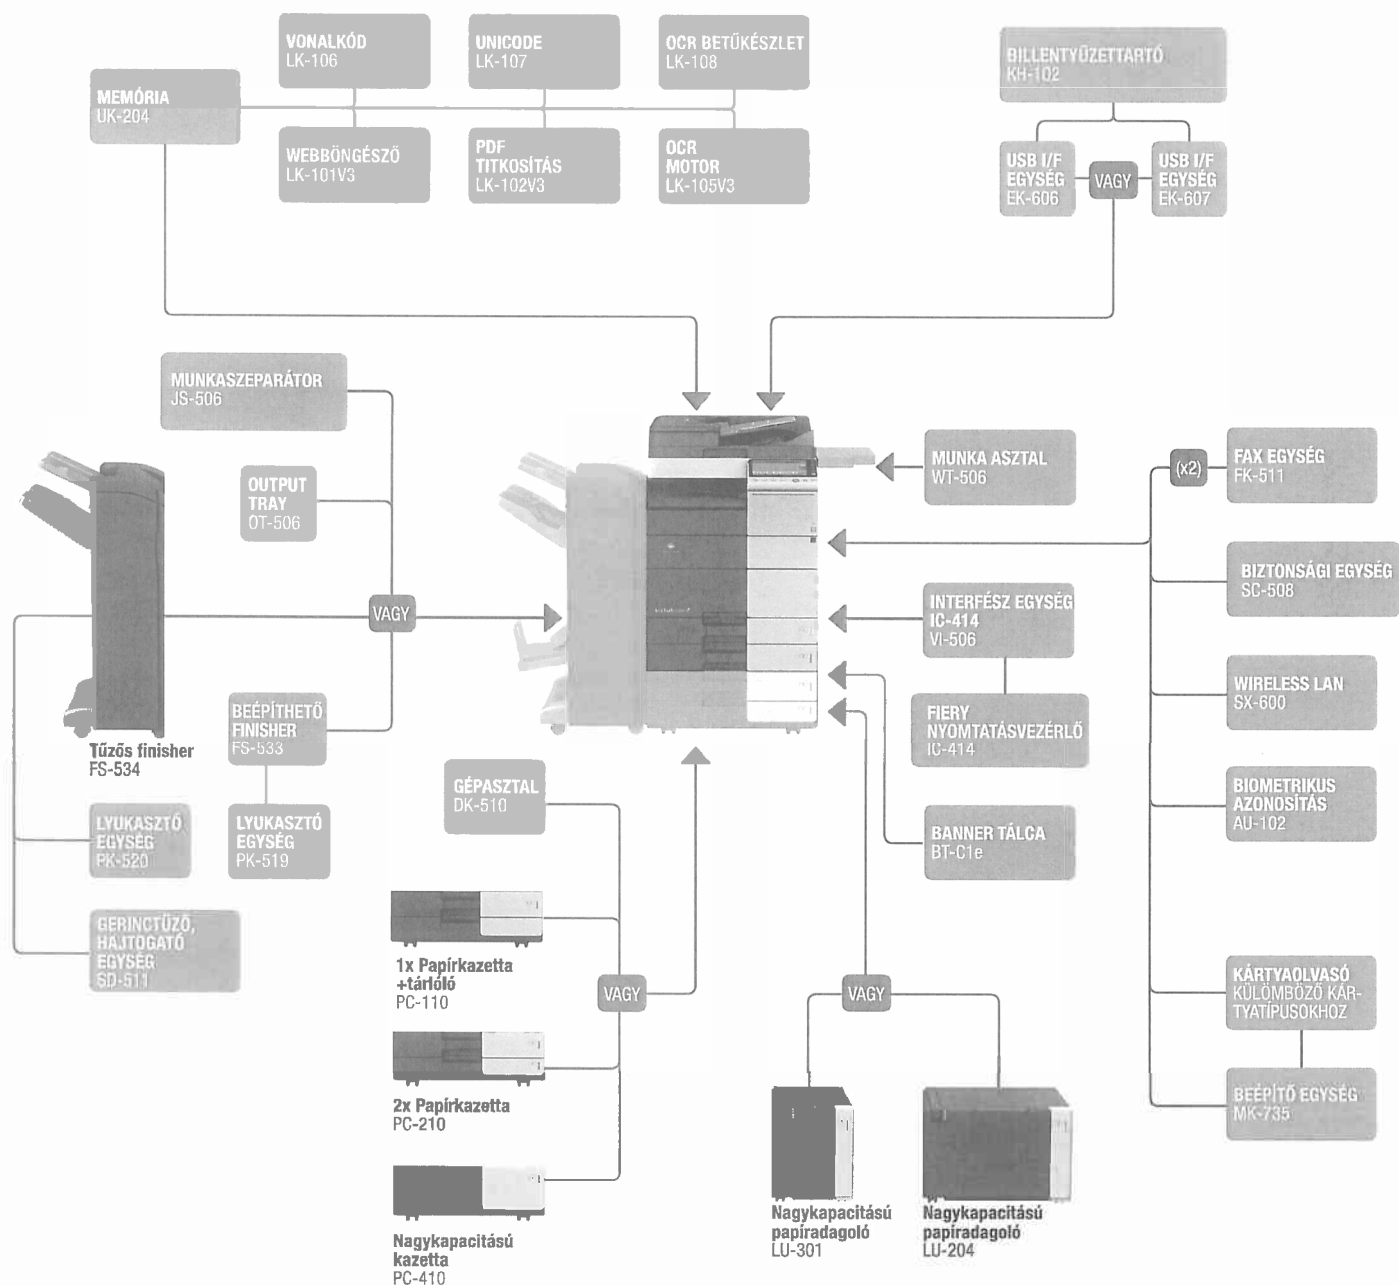 VONALKÓD
LK-106
UNICODE
LK-107
OCR BETŰKÉSZLET
LK-108
BILLENTYŰZETTARTÓ
KH-102
MEMÓRIA
UK-204
WEBBÖNGÉSZŐ
LK-101V3
PDF
TITKOSÍTÁS
LK-102V3
OCR
MOTOR
LK-105V3
USB I/F
EGYSÉG
EK-606
VAGY
USB I/F
EGYSÉG
EK-607
MUNKASZEPARÁTOR
JS-506
OUTPUT
TRAY
OT-506
MUNKA ASZTAL
WT-506
(x2)
FAX EGYSÉG
FK-511
BIZTONSÁGI EGYSÉG
SC-508
VAGY
INTERFÉSZ EGYSÉG
IC-414
VI-506
WIRELESS LAN
SX-600
Tűzős finisher
FS-534
BEÉPÍTHETŐ
FINISHER
FS-533
FIERY
NYOMTATÁSVEZÉRLŐ
IC-414
GÉPASZTAL
DK-510
BIOMETRIKUS
AZONOSÍTÁS
AU-102
LYUKASZTÓ
EGYSÉG
PK-520
LYUKASZTÓ
EGYSÉG
PK-519
BANNER TÁLCA
BT-C1e
GERINCTŰZŐ,
HAJTOGATÓ
EGYSÉG
SD-511
1x Papírkazetta
+tárlóló
PC-110
VAGY
VAGY
KÁRTYAOLVASÓ
KÜLÖMBÖZŐ KÁR-
TYATÍPUSOKHOZ
2x Papírkazetta
PC-210
BEÉPÍTŐ EGYSÉG
MK-735
Nagykapacitású
kazetta
PC-410
Nagykapacitású
papíradagoló
LU-301
Nagykapacitású
papíradagoló
LU-204